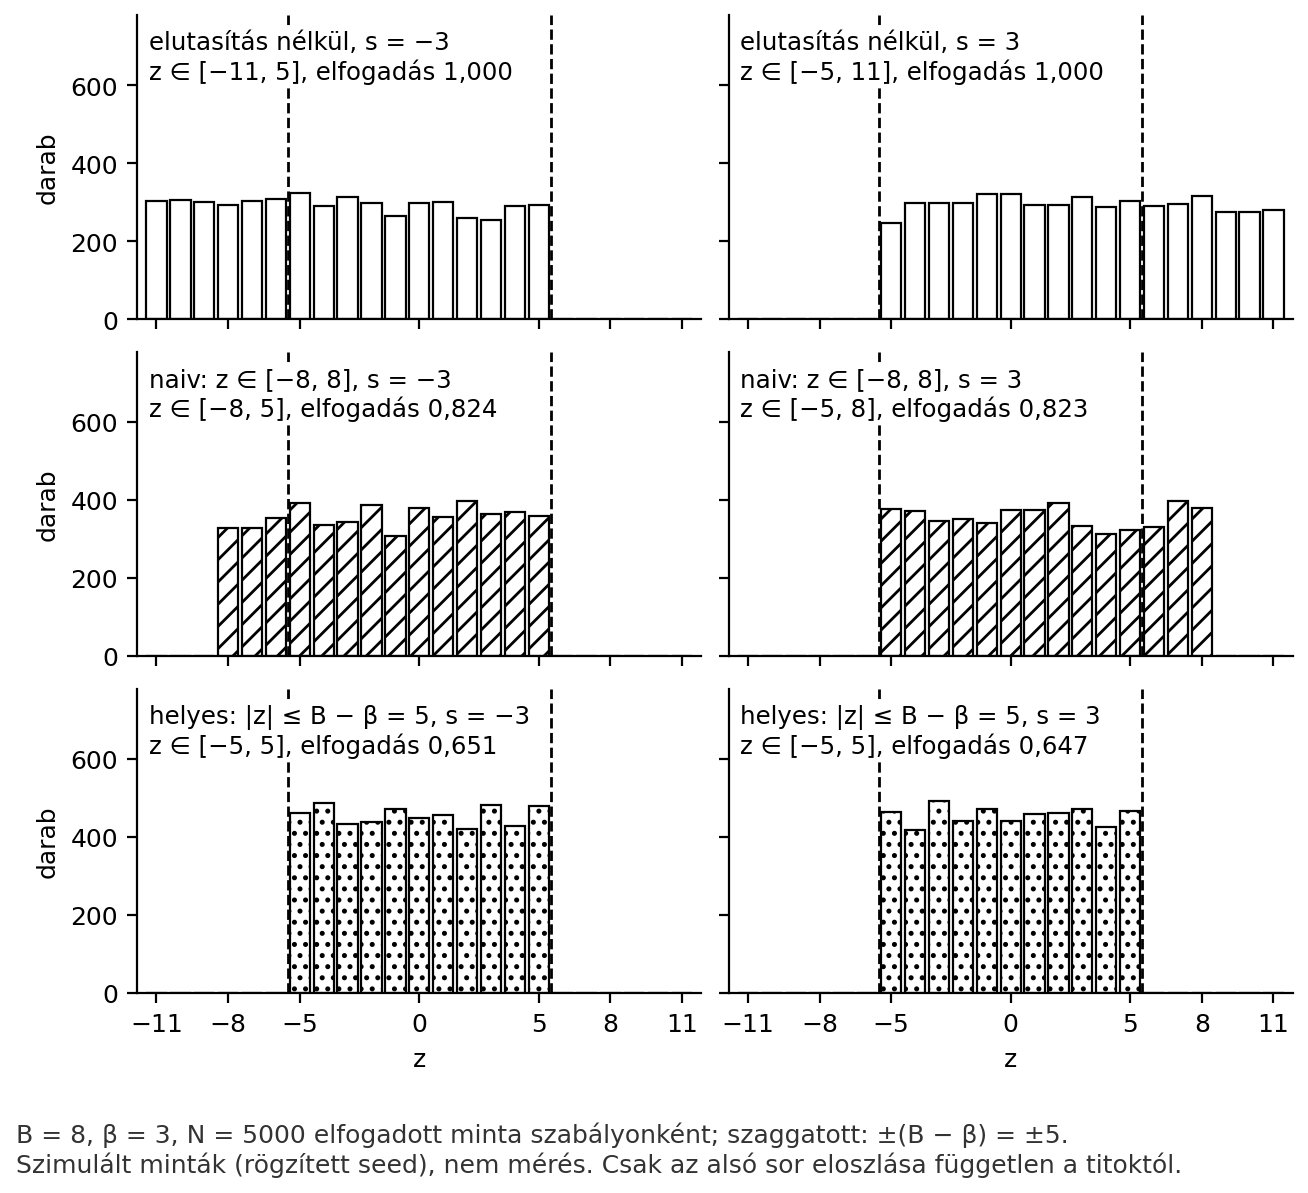 elutasítás nélkül, s = −3
z ∈ [−11, 5], elfogadás 1,000
elutasítás nélkül, s = 3
z ∈ [−5, 11], elfogadás 1,000
600
400
200
0
darab
naiv: z ∈ [−8, 8], s = −3
z ∈ [−8, 5], elfogadás 0,824
naiv: z ∈ [−8, 8], s = 3
z ∈ [−5, 8], elfogadás 0,823
600
400
200
0
darab
helyes: |z| ≤ B − β = 5, s = −3
z ∈ [−5, 5], elfogadás 0,651
helyes: |z| ≤ B − β = 5, s = 3
z ∈ [−5, 5], elfogadás 0,647
600
400
200
0
darab
−11 −8 −5 0 5 8 11
z
−11 −8 −5 0 5 8 11
z
B = 8, β = 3, N = 5000 elfogadott minta szabályonként; szaggatott: ±(B − β) = ±5.
Szimulált minták (rögzített seed), nem mérés. Csak az alsó sor eloszlása független a titoktól.